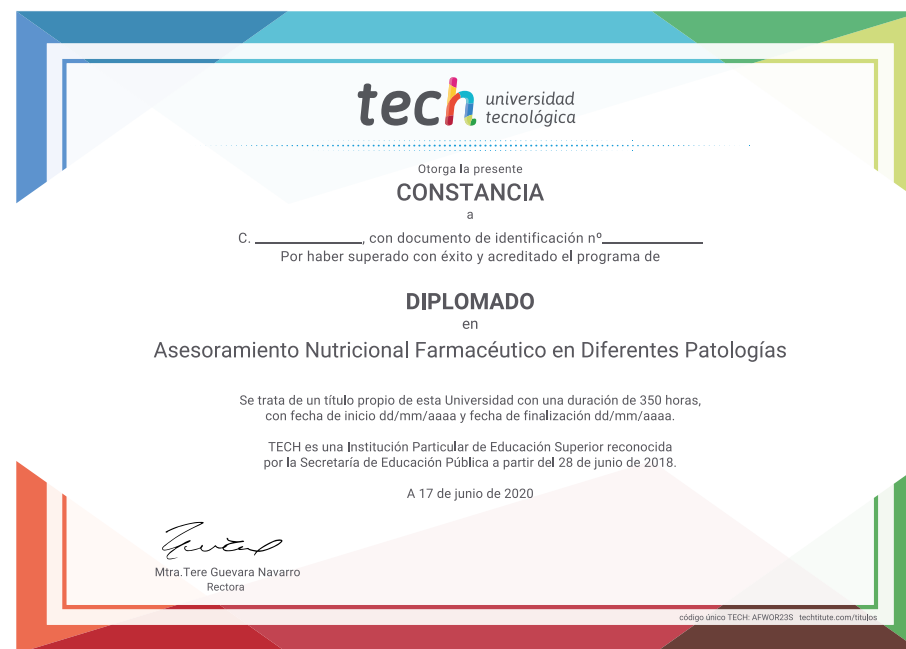 tech universidad
tecnológica
Otorga la presente
CONSTANCIA
a
C. ____________, con documento de identificación nº____________
Por haber superado con éxito y acreditado el programa de
DIPLOMADO
en
Asesoramiento Nutricional Farmacéutico en Diferentes Patologías
Se trata de un título propio de esta Universidad con una duración de 350 horas,
con fecha de inicio dd/mm/aaaa y fecha de finalización dd/mm/aaaa.
TECH es una Institución Particular de Educación Superior reconocida
por la Secretaría de Educación Pública a partir del 28 de junio de 2018.
A 17 de junio de 2020
Mtra.Tere Guevara Navarro
Rectora
código único TECH: AFWOR23S techtitute.com/titulos